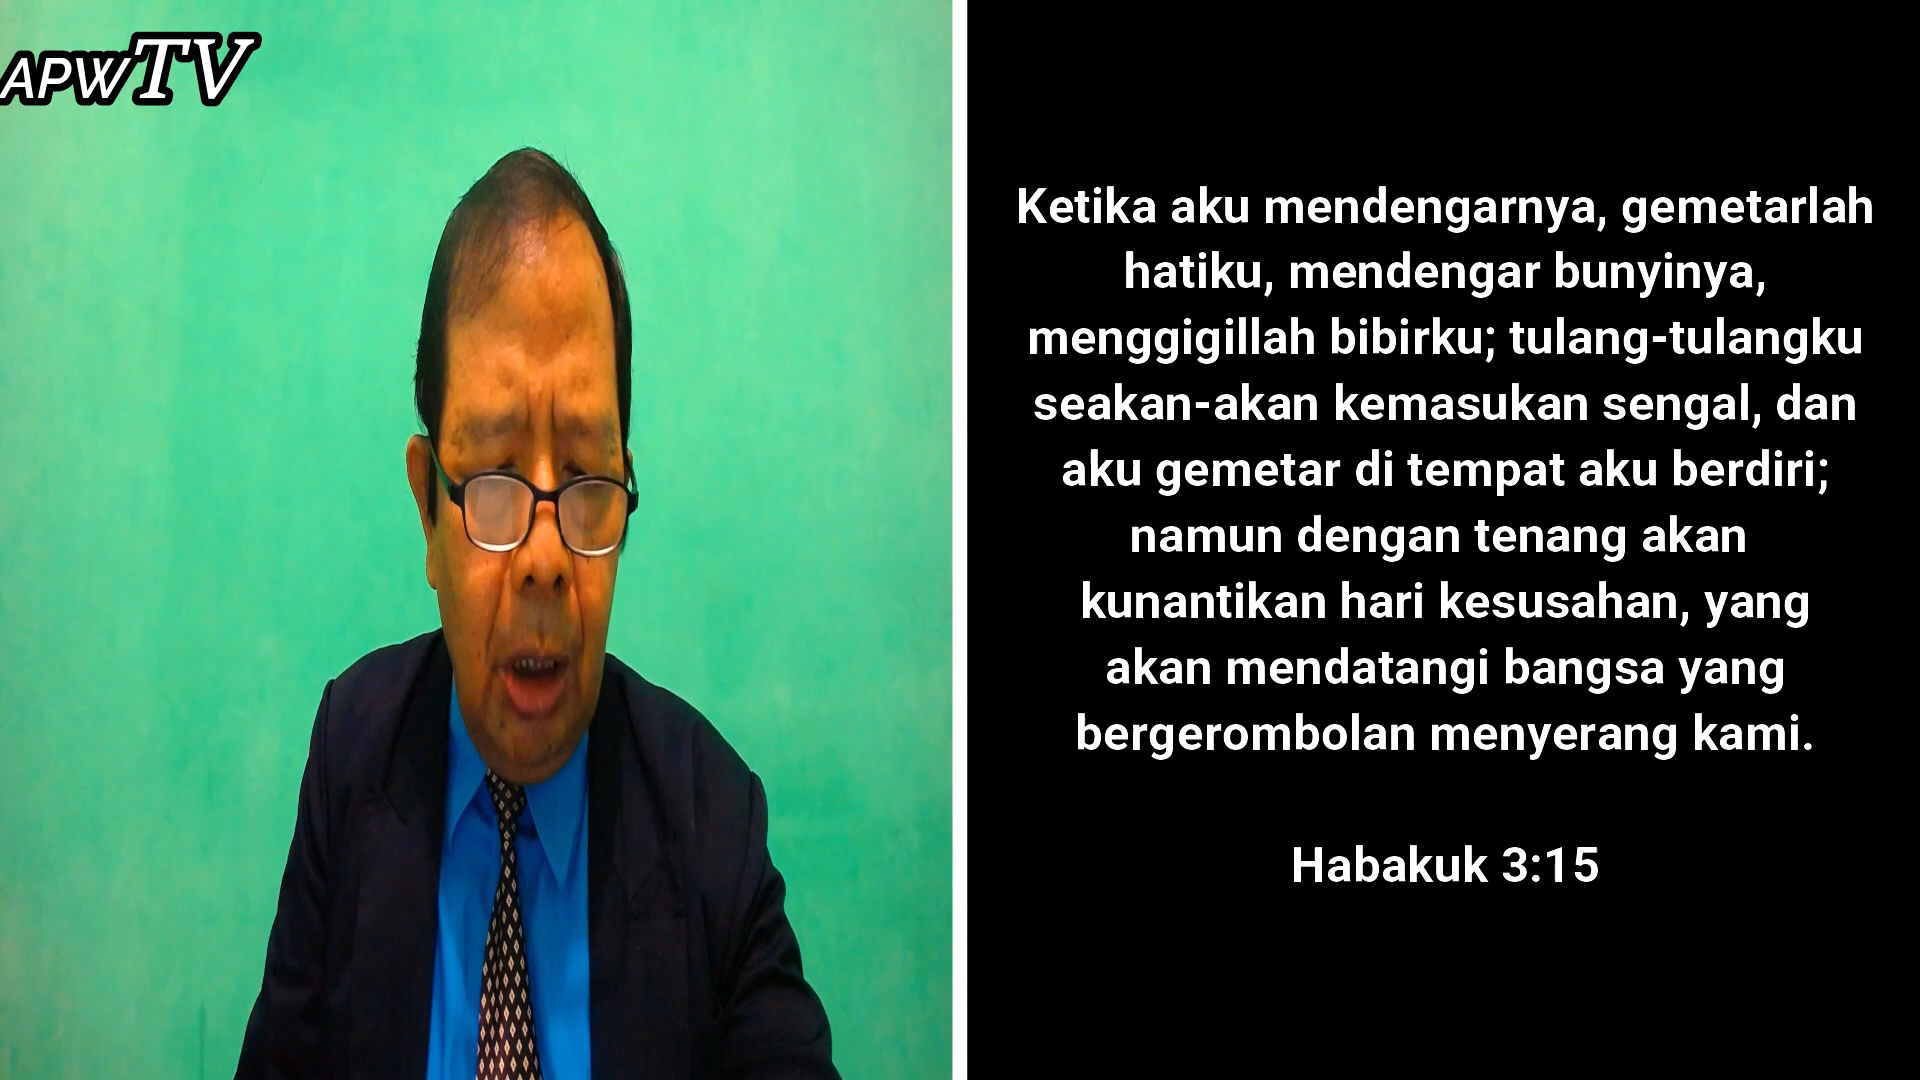 APWTV
Ketika aku mendengarnya, gemetarlah
hatiku, mendengar bunyinya,
menggigillah bibirku; tulang-tulangku
seakan-akan kemasukan sengal, dan
aku gemetar di tempat aku berdiri;
namun dengan tenang akan
kunantikan hari kesusahan, yang
akan mendatangi bangsa yang
bergerombolan menyerang kami.
Habakuk 3:15